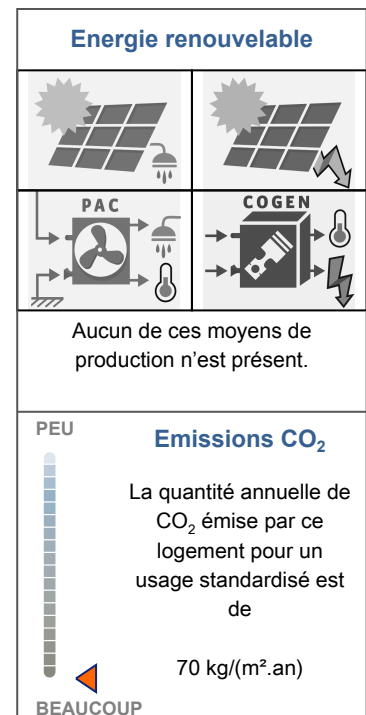 Energie renouvelable
PAC
COGEN
Aucun de ces moyens de
production n'est présent.
PEU
Emissions CO₂
La quantité annuelle de
CO₂ émise par ce
logement pour un
usage standardisé est
de
70 kg/(m².an)
BEAUCOUP